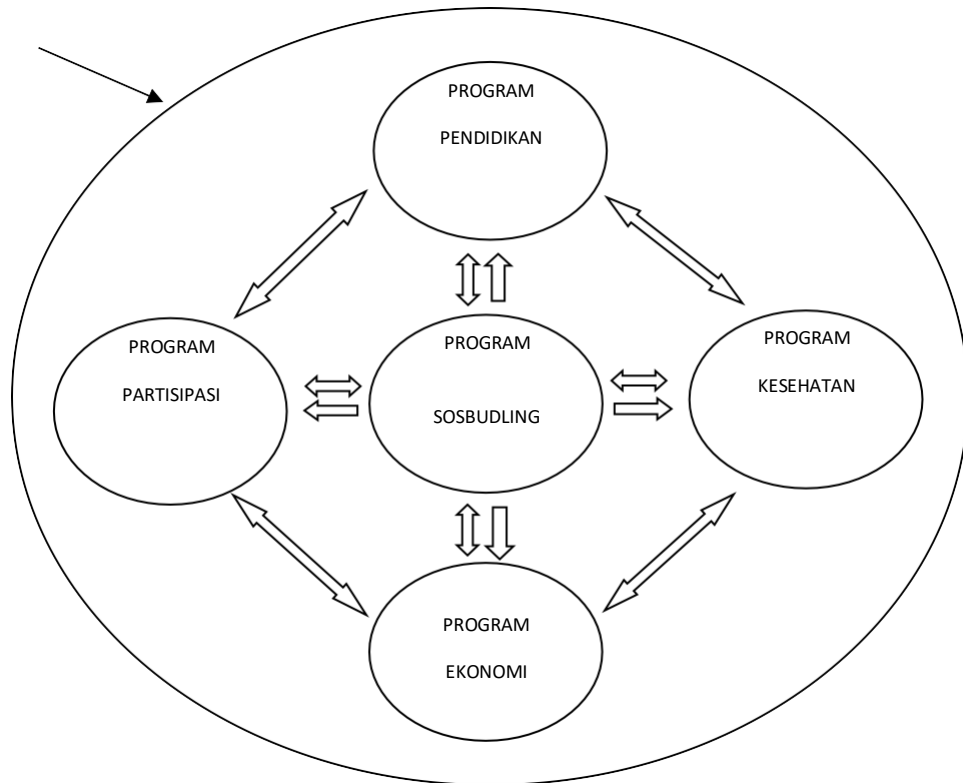 PROGRAM
PENDIDIKAN
PROGRAM
PARTISIPASI
PROGRAM
SOSBUDLING
PROGRAM
KESEHATAN
PROGRAM
EKONOMI